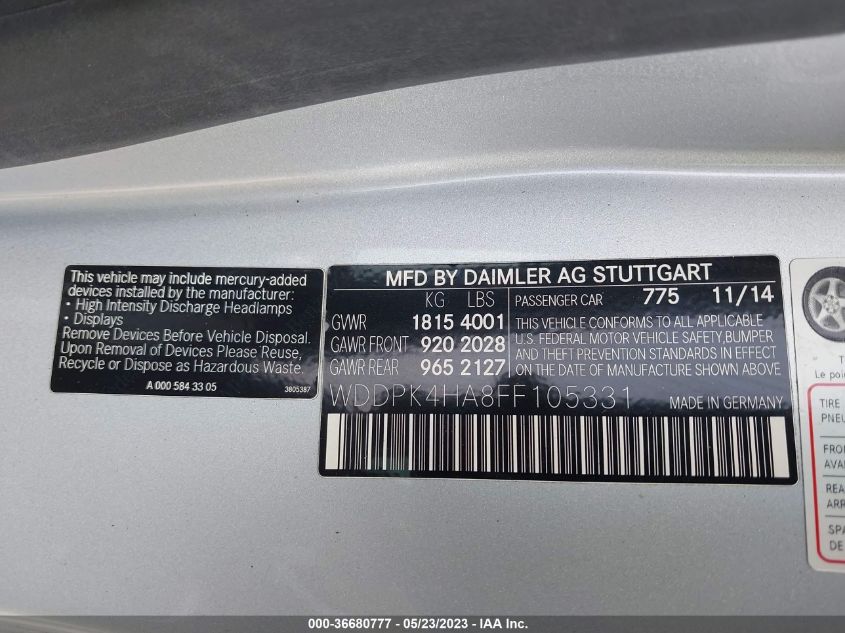 This vehicle may include mercury-added
devices installed by the manufacturer:
• High Intensity Discharge Headlamps
• Displays
Remove Devices Before Vehicle Disposal.
Upon Removal of Devices Please Reuse,
Recycle or Dispose as Hazardous Waste.
A 000 584 33 05
3805387
MFD BY DAIMLER AG STUTTGART
KG LBS
GVWR 1815 4001
GAWR FRONT 920 2028
GAWR REAR 965 2127
PASSENGER CAR 775 11/14
THIS VEHICLE CONFORMS TO ALL APPLICABLE
U.S. FEDERAL MOTOR VEHICLE SAFETY,BUMPER
AND THEFT PREVENTION STANDARDS IN EFFECT
ON THE DATE OF MANUFACTURE SHOWN ABOVE
WDDPK4HA8FF105331 MADE IN GERMANY
T
Le poi
TIRE
PNEU
FRO
AVA
REA
ARR
SPA
DE
000-36680777 - 05/23/2023 - IAA Inc.